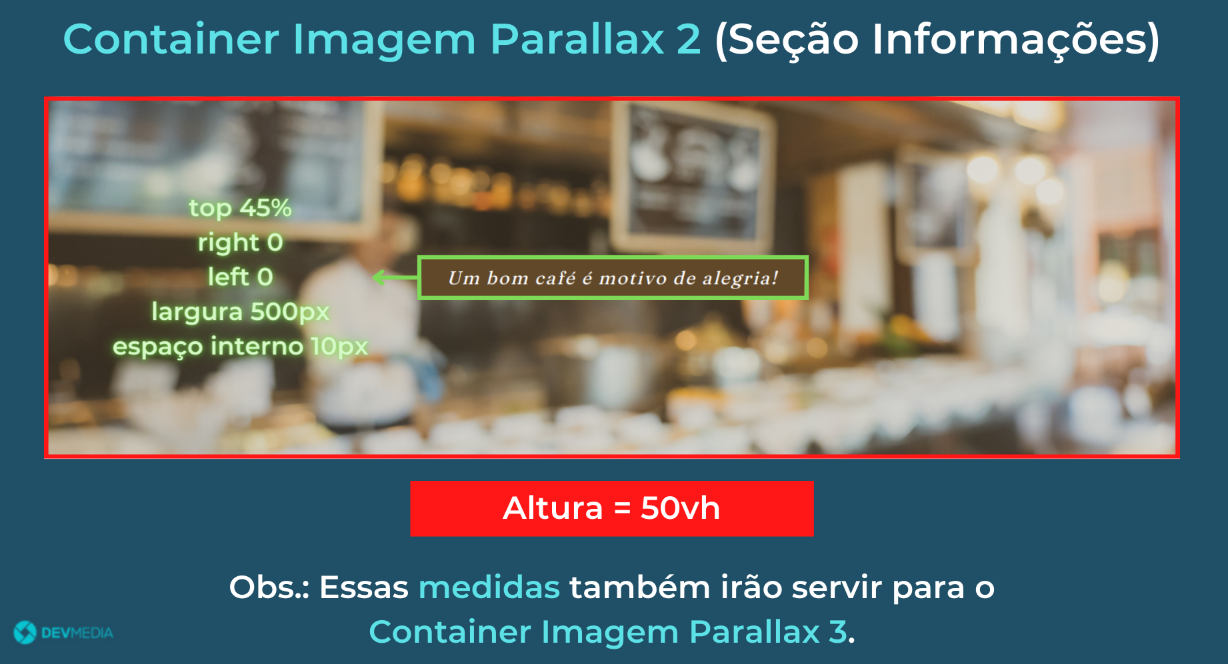 Container Imagem Parallax 2 (Seção Informações)
top 45%
right 0
left 0
largura 500px
espaço interno 10px
Um bom café é motivo de alegria!
Altura = 50vh
Obs.: Essas medidas também irão servir para o
Container Imagem Parallax 3.
DEVMEDIA